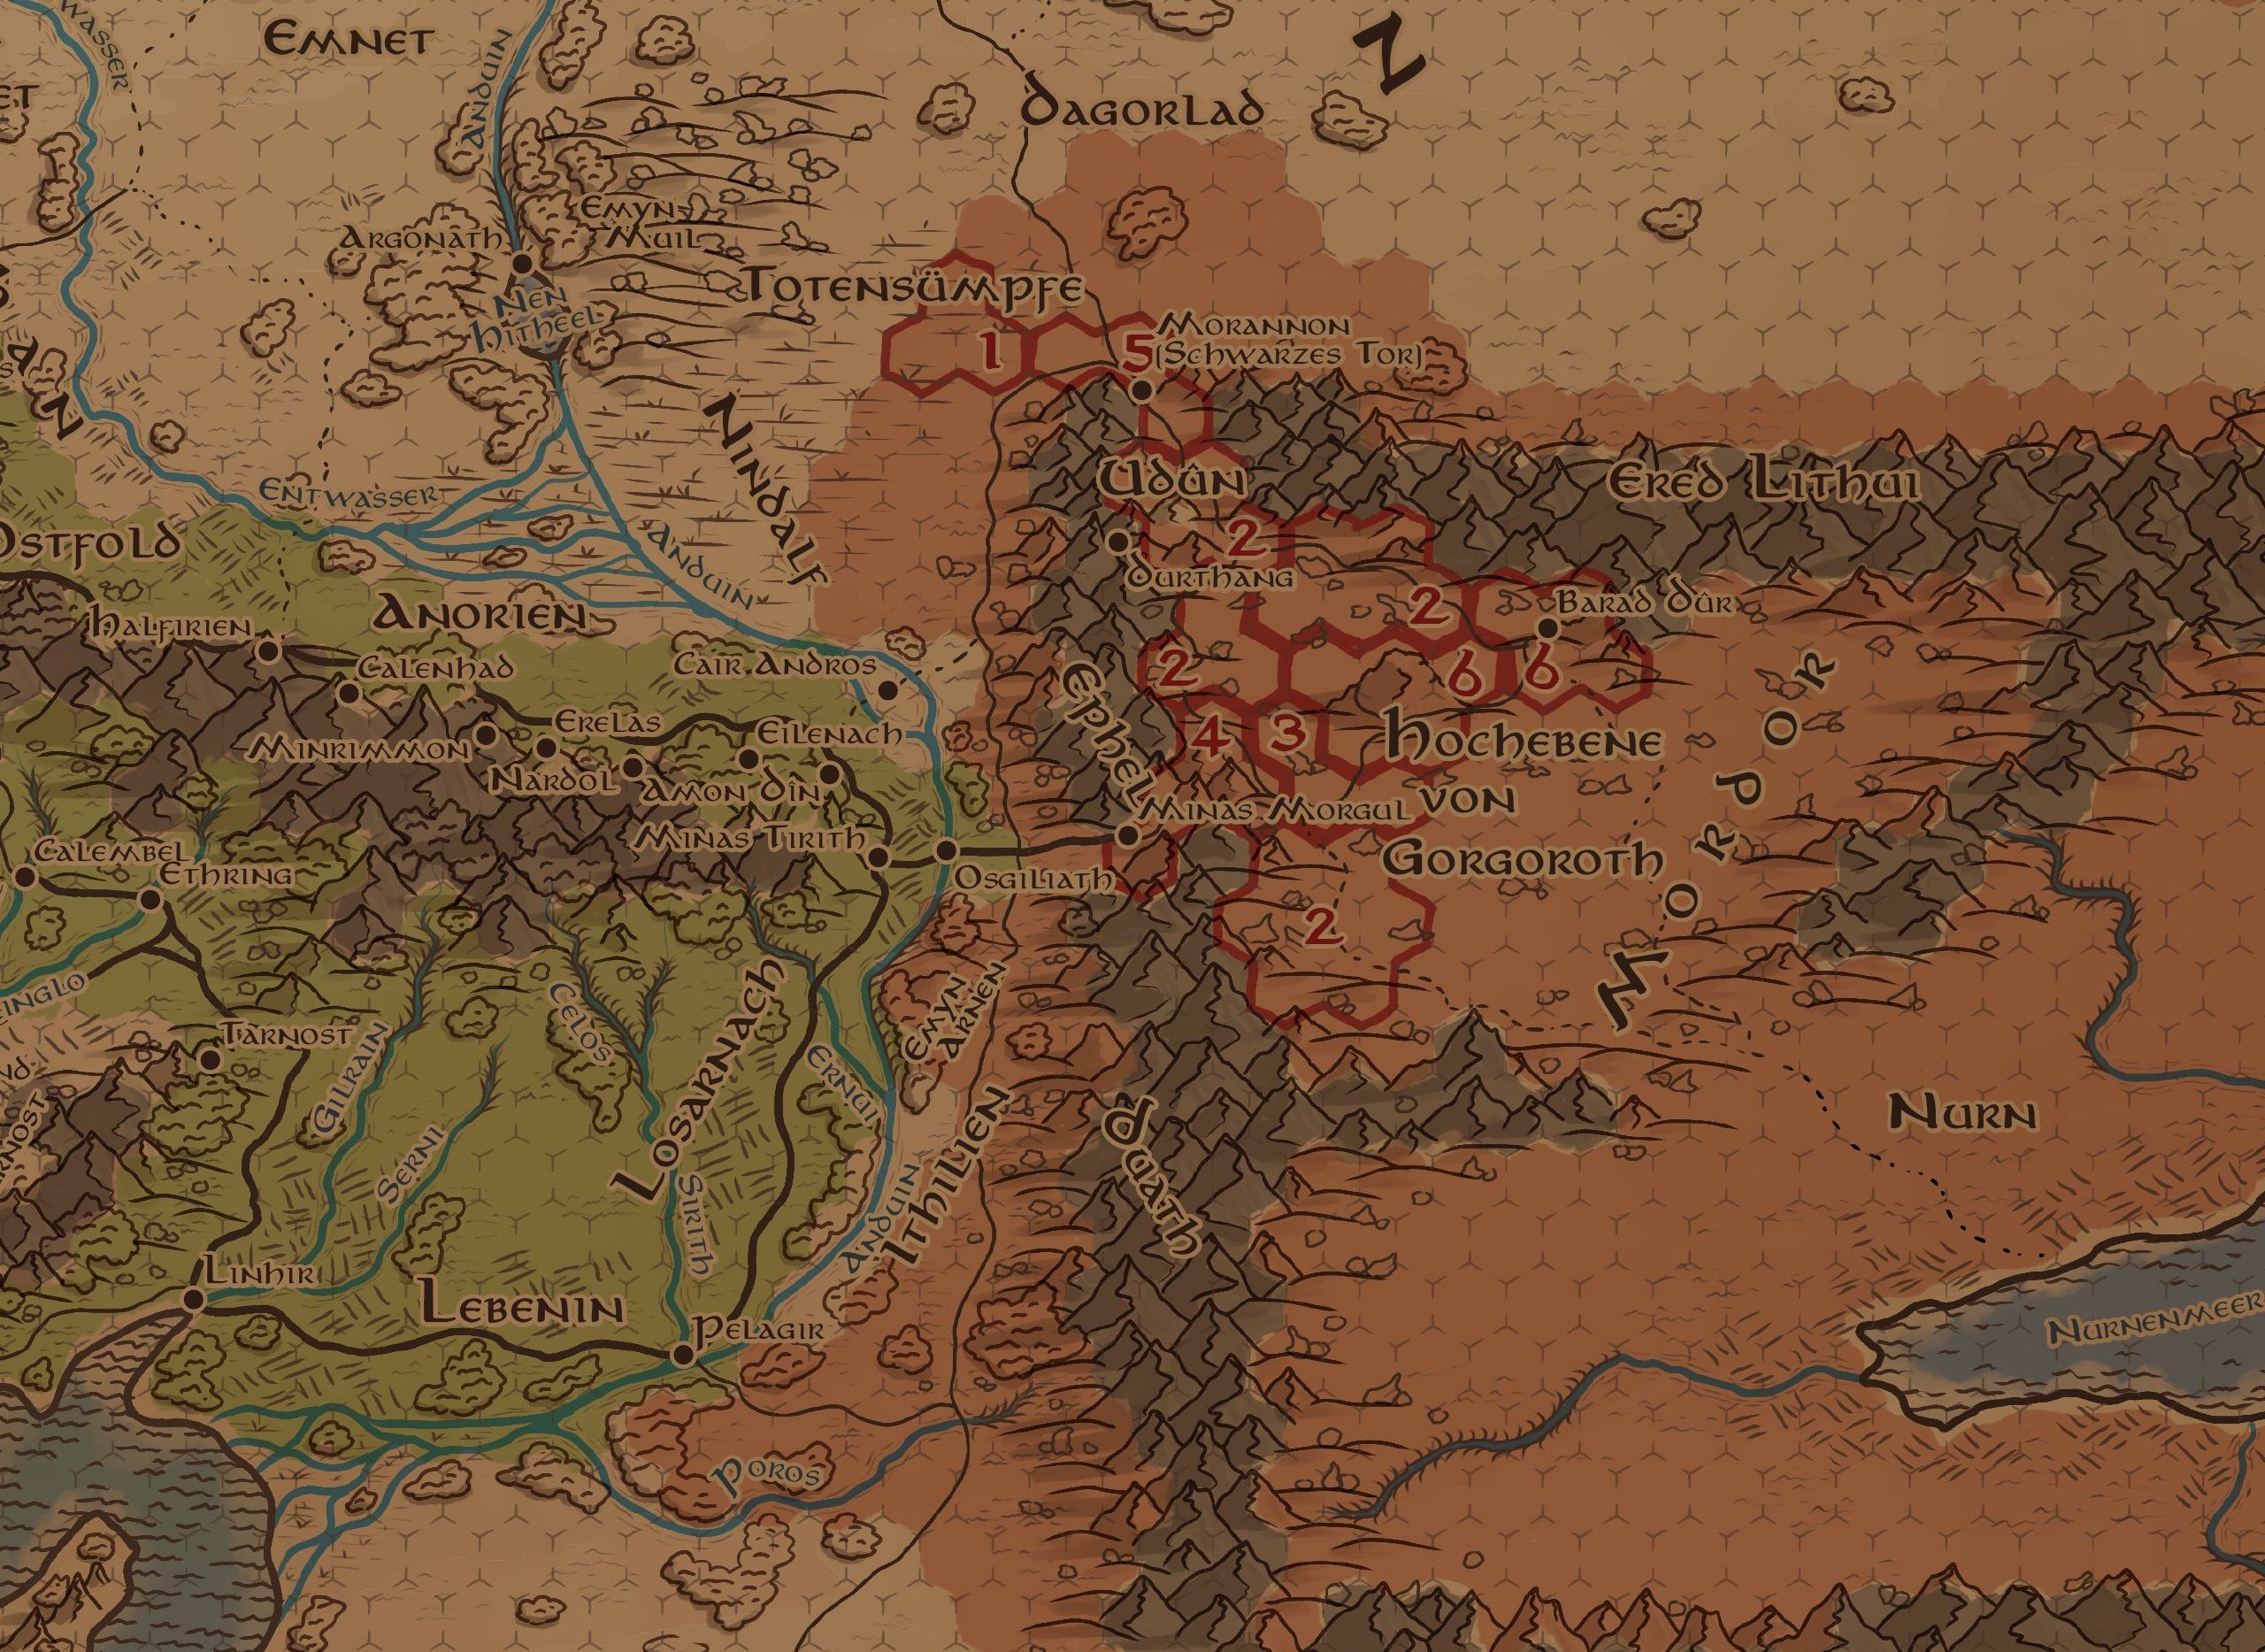 Emnet
Anduin
Dagorlad
Z
Emyn
Muil
Argonath
Nen
Hithoel
Totensümpfe
1
5
Morannon
(Schwarzes Tor)
Nindalf
Udûn
Ered Lithui
Entwasser
Ostfold
2
Durthang
Anduin
Anorien
Halfirien
2
Barad Dûr
Calenhad
Cair Andros
2
6
6
Mordor
Minrimmon
Erelas
Eilenach
4
3
Hochebene
von
Gorgoroth
Nardol
Amon Dîn
Ephel
Duath
Minas Morgul
Minas Tirith
Osgiliath
Calembel
Ethring
2
Celos
Losarnach
Emyn
Arnen
Tarnost
Gilrain
Ernui
Serni
Sirith
Anduin
Ithilien
Nurn
Linhir
Lebenin
Pelagir
Nurnenmeer
Poros